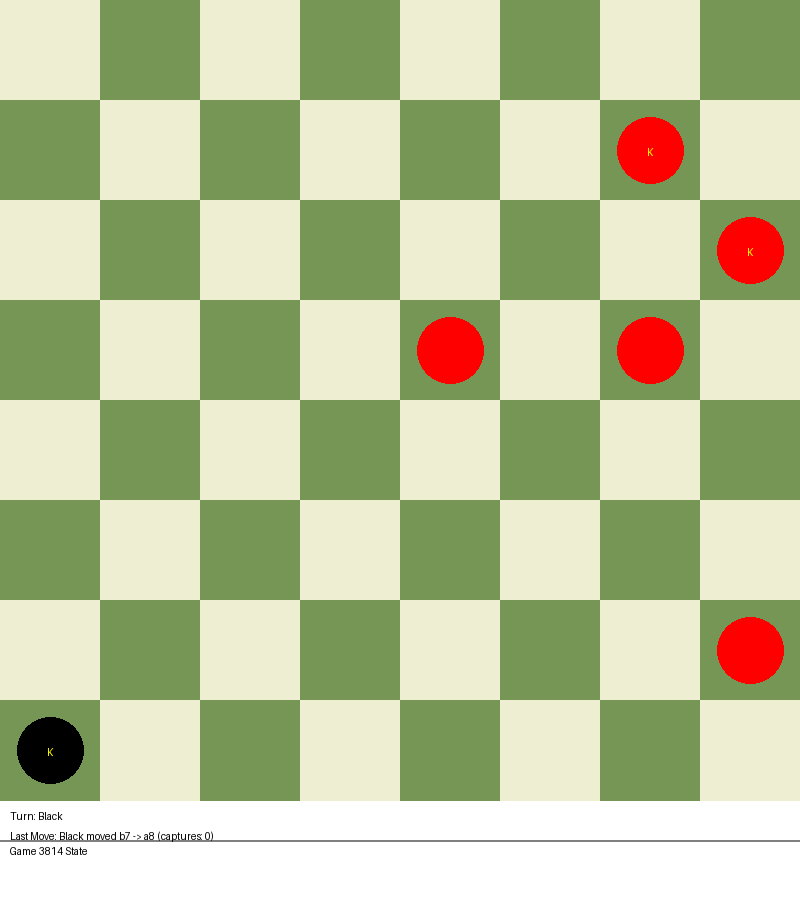 K
K
K
Turn: Black
Last Move: Black moved b7 -> a8 (captures: 0)
Game 3814 State